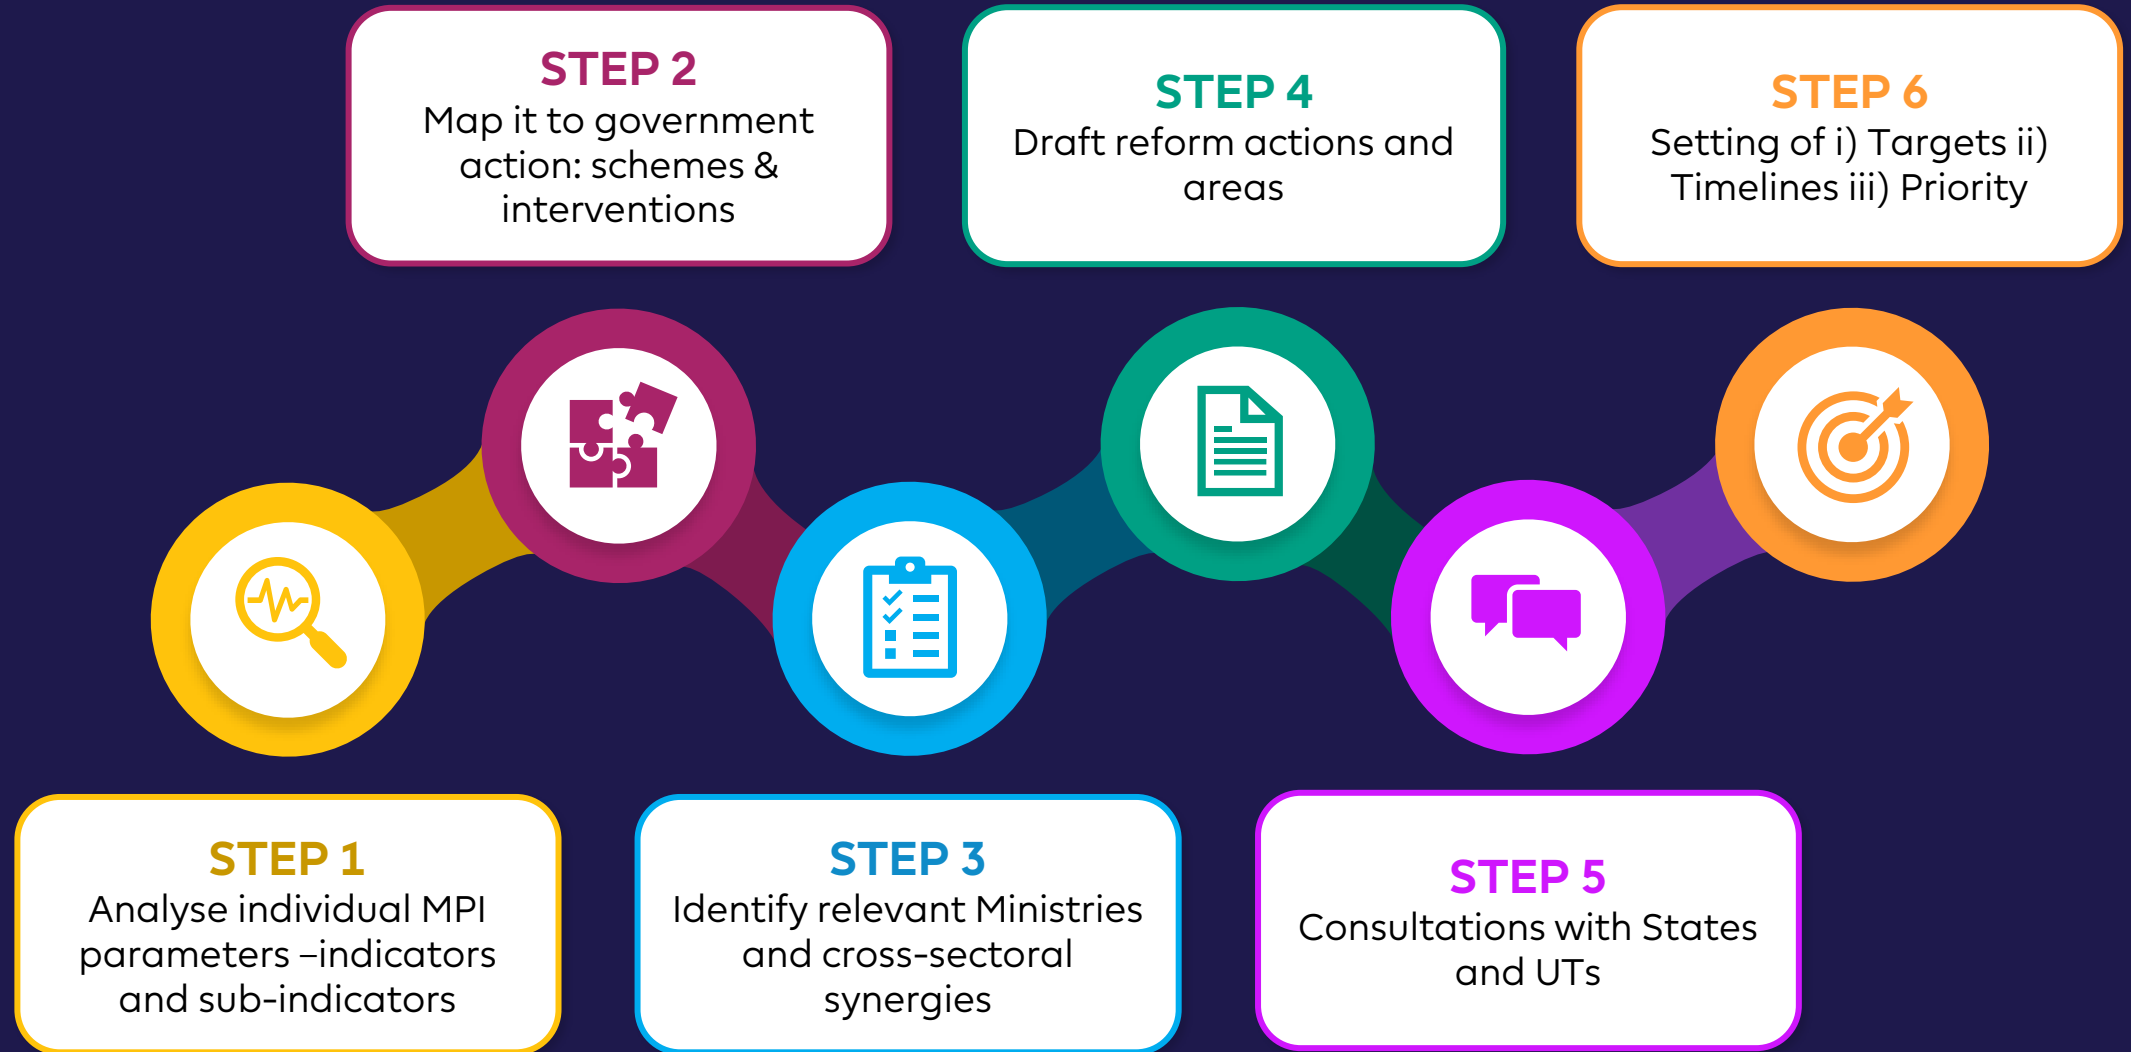 STEP 1
Analyse individual MPI
parameters –indicators
and sub-indicators
STEP 2
Map it to government
action: schemes &
interventions
STEP 3
Identify relevant Ministries
and cross-sectoral
synergies
STEP 4
Draft reform actions and
areas
STEP 5
Consultations with States
and UTs
STEP 6
Setting of i) Targets ii)
Timelines iii) Priority